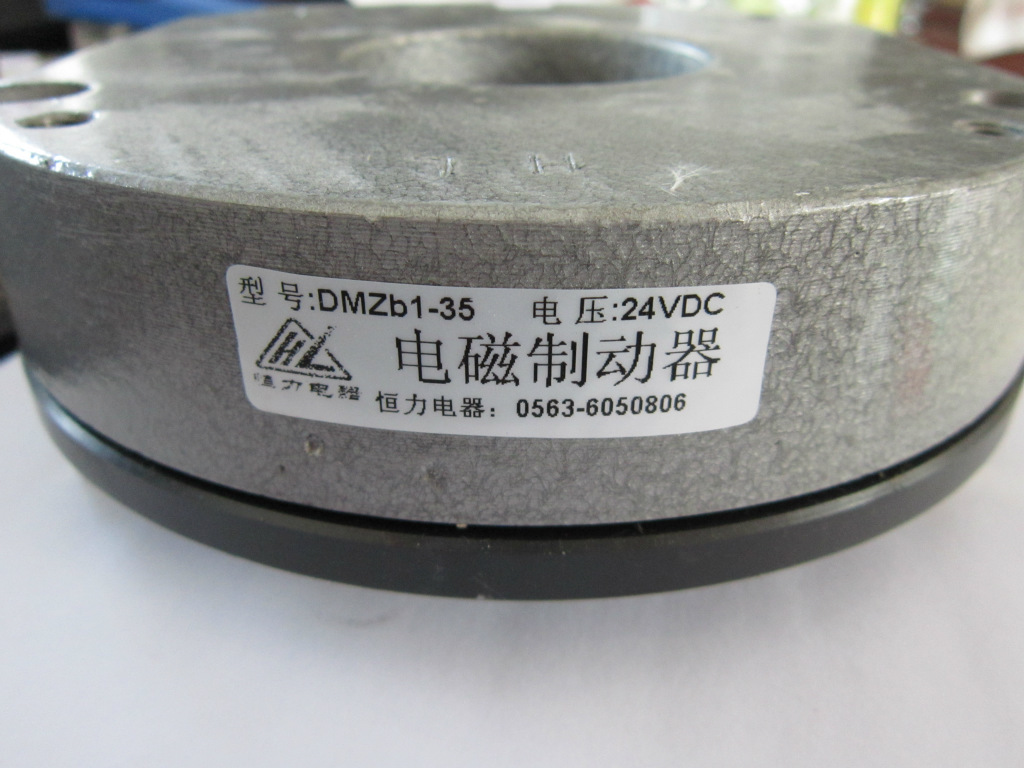 型 号:DMZb1-35 电 压:24VDC
HL
电磁制动器
恒力电器
恒力电器：0563-6050806